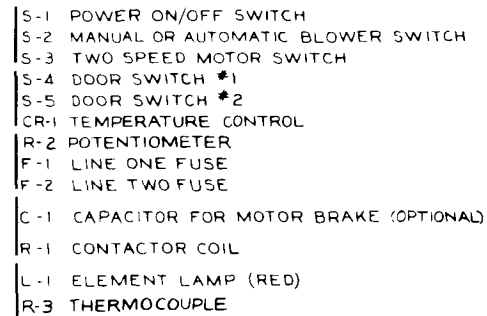 S-1 POWER ON/OFF SWITCH
S-2 MANUAL OR AUTOMATIC BLOWER SWITCH
S-3 TWO SPEED MOTOR SWITCH
S-4 DOOR SWITCH #1
S-5 DOOR SWITCH #2
CR-1 TEMPERATURE CONTROL
R-2 POTENTIOMETER
F-1 LINE ONE FUSE
F-2 LINE TWO FUSE
C-1 CAPACITOR FOR MOTOR BRAKE (OPTIONAL)
R-1 CONTACTOR COIL
L-1 ELEMENT LAMP (RED)
R-3 THERMOCOUPLE